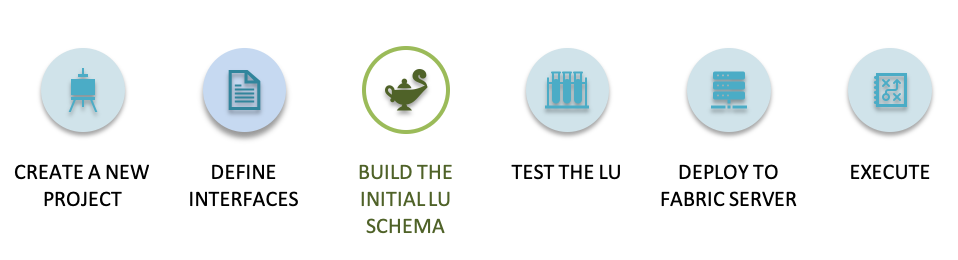 CREATE A NEW
PROJECT
DEFINE
INTERFACES
BUILD THE
INITIAL LU
SCHEMA
TEST THE LU
DEPLOY TO
FABRIC SERVER
EXECUTE